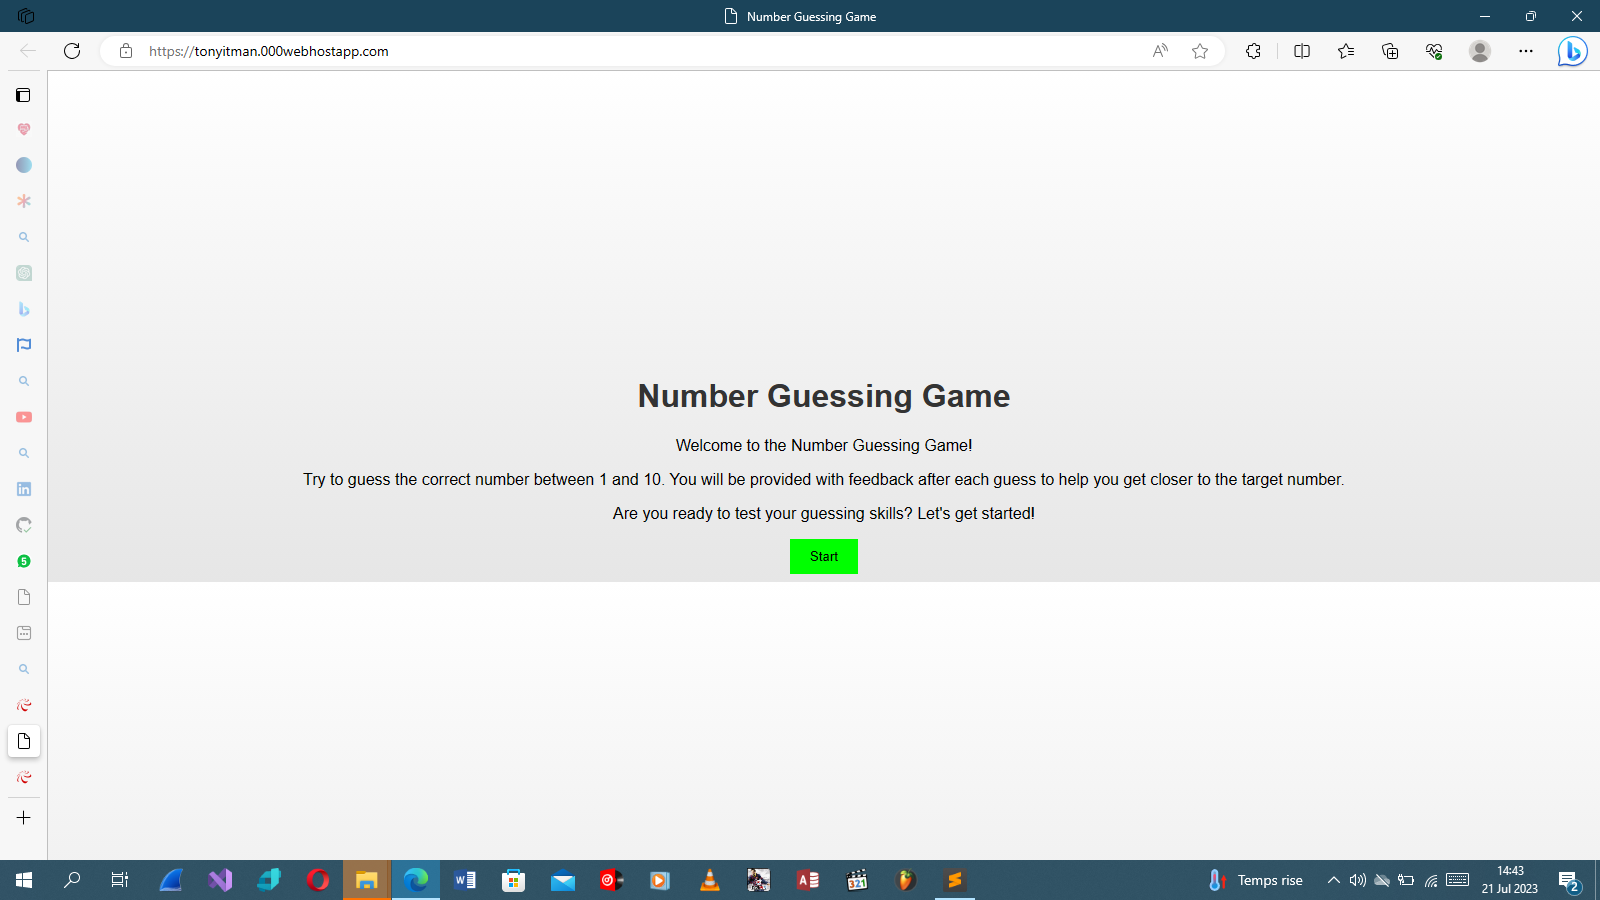 Number Guessing Game
https://tonyitman.000webhostapp.com
Number Guessing Game
Welcome to the Number Guessing Game!
Try to guess the correct number between 1 and 10. You will be provided with feedback after each guess to help you get closer to the target number.
Are you ready to test your guessing skills? Let's get started!
Start
5
321
Temps rise
14:43
21 Jul 2023
2